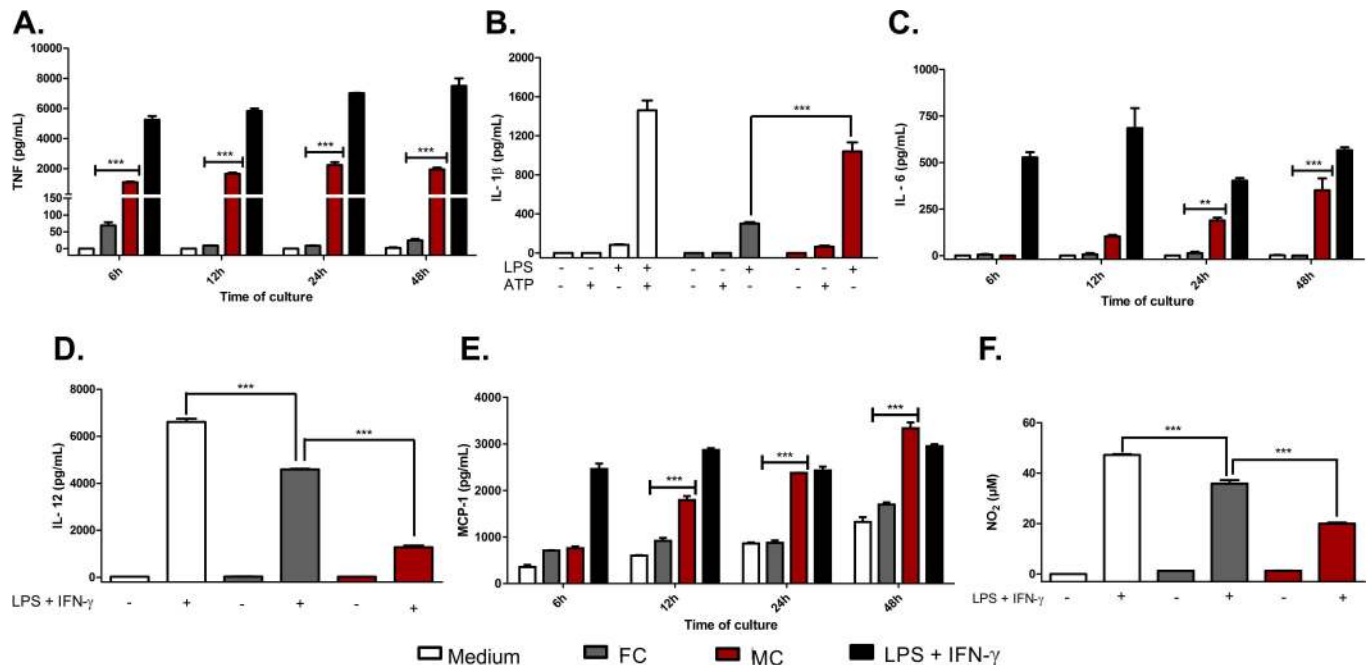 A.
TNF (pg/mL)
10000
8000
6000
4000
2000
150
100
50
0
***
***
***
***
6h
12h
24h
48h
Time of culture
B.
IL- 1β (pg/mL)
2000
1600
1200
800
400
0
***
LPS - - + + - - + - - +
ATP - + - + - + - - + -
C.
IL - 6 (pg/mL)
1000
750
500
250
0
**
***
6h
12h
24h
48h
Time of culture
D.
IL- 12 (pg/mL)
8000
6000
4000
2000
0
***
***
LPS + IFN-γ - + - + - +
E.
MCP-1 (pg/mL)
4000
3000
2000
1000
0
***
***
***
6h
12h
24h
48h
Time of culture
F.
NO2 (µM)
60
40
20
0
***
***
LPS + IFN-γ - + - + - +
Medium FC MC LPS + IFN-γ